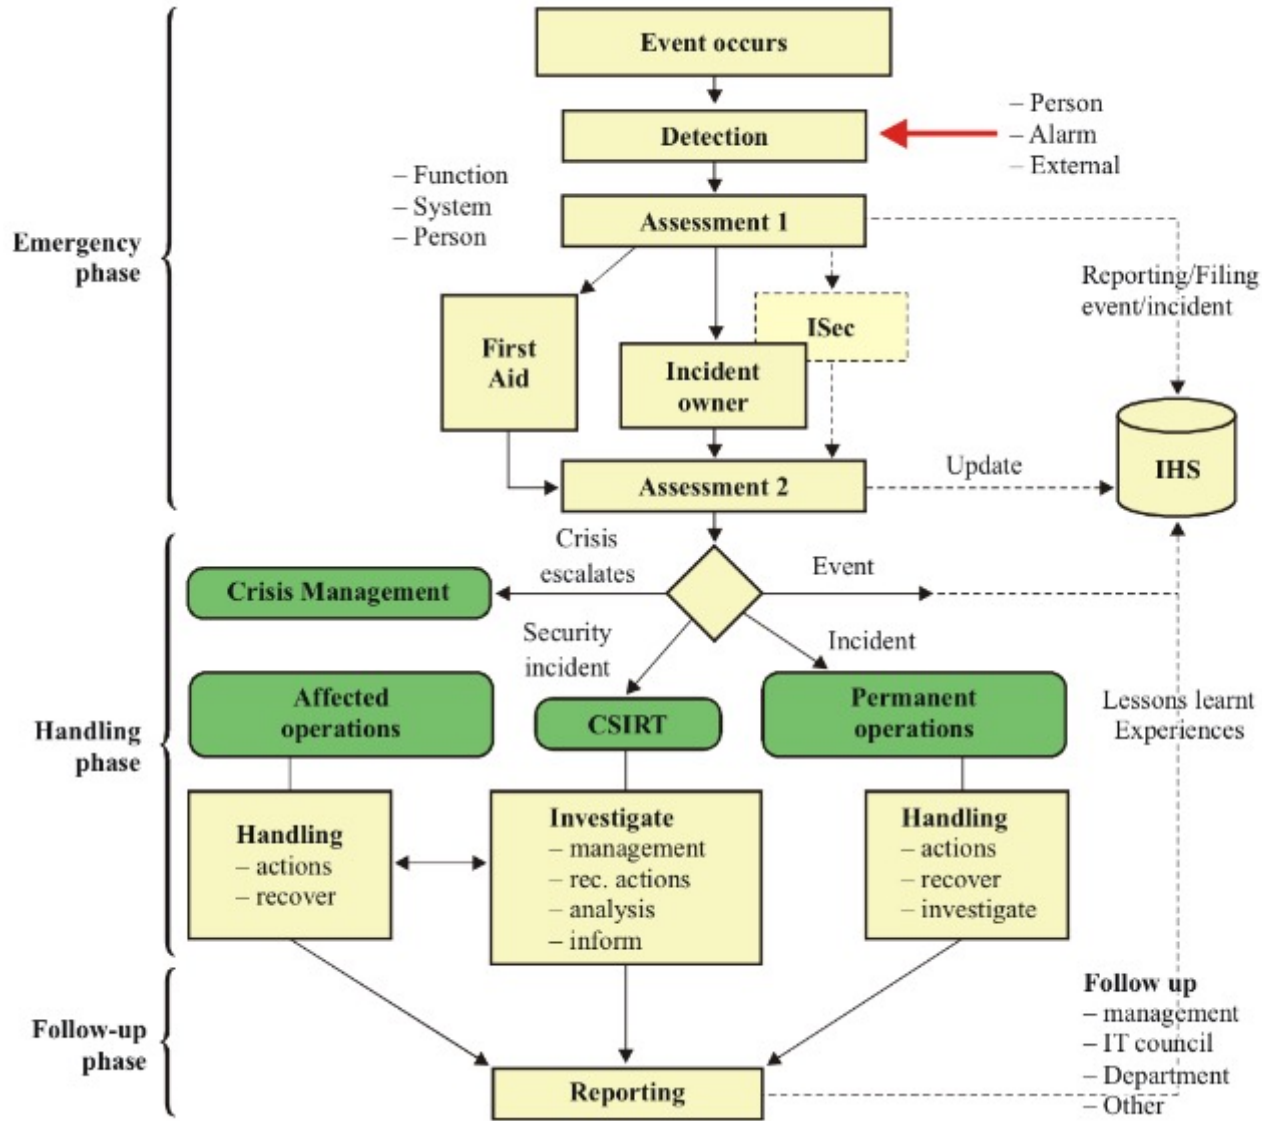 Event occurs
Detection
– Person
– Alarm
– External
– Function
– System
– Person
Assessment 1
Emergency
phase
Reporting/Filing
event/incident
First
Aid
ISec
Incident
owner
IHS
Assessment 2
Update
Crisis
escalates
Event
Crisis Management
Security
incident
Incident
Affected
operations
CSIRT
Permanent
operations
Lessons learnt
Experiences
Handling
phase
Handling
– actions
– recover
Investigate
– management
– rec. actions
– analysis
– inform
Handling
– actions
– recover
– investigate
Follow-up
phase
Follow up
– management
– IT council
– Department
– Other
Reporting